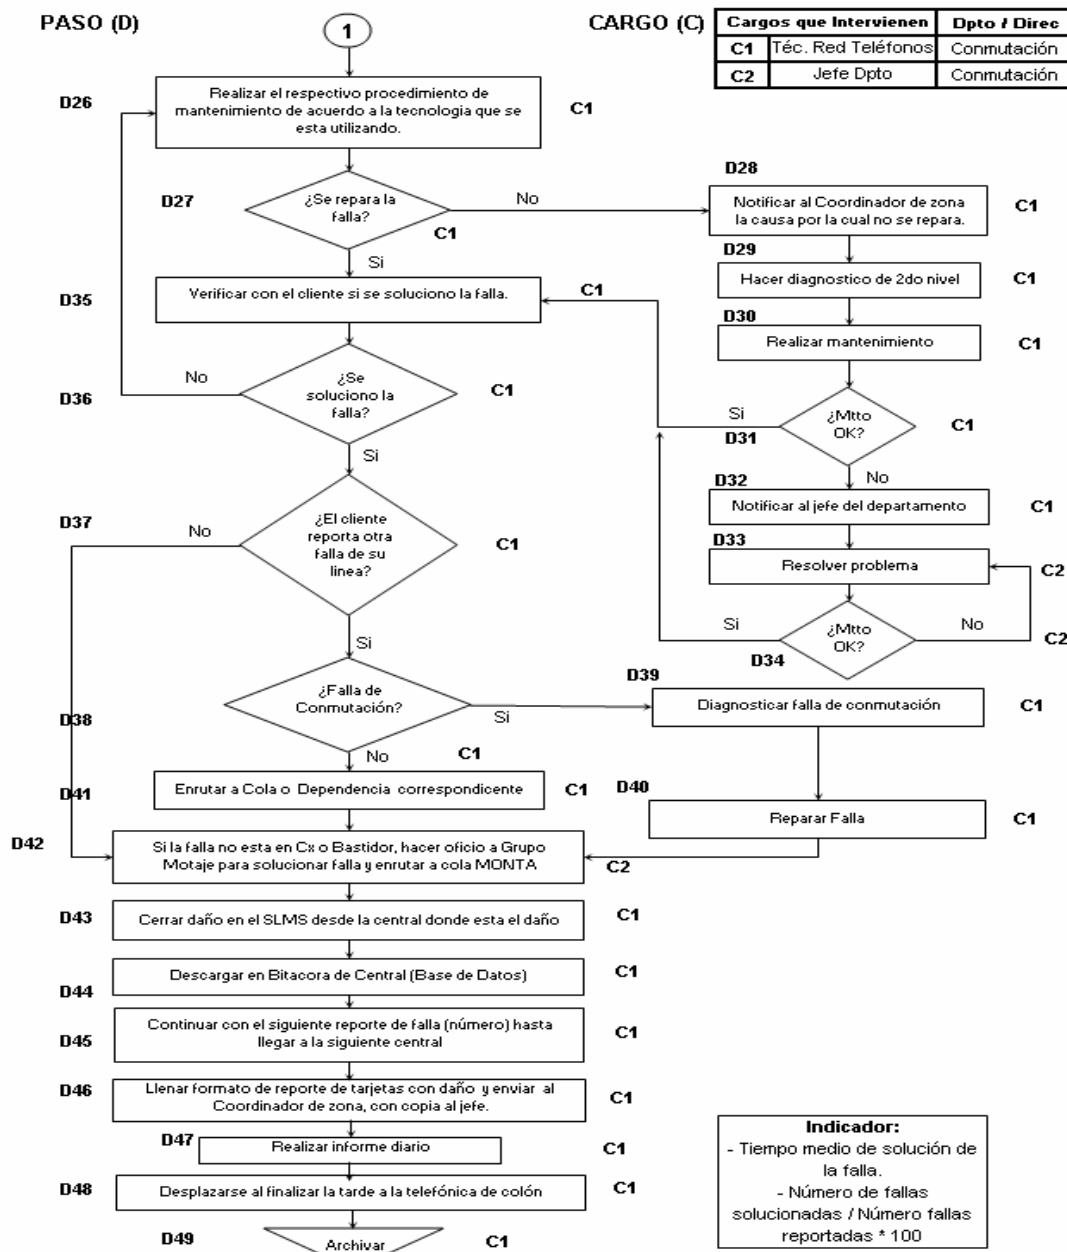 PASO (D)
1
CARGO (C)
Cargos que Intervienen
Dpto / Direc
C1
Téc. Red Teléfonos
Conmutación
C2
Jefe Dpto
Conmutación
D26
Realizar el respectivo procedimiento de
mantenimiento de acuerdo a la tecnologia que se
esta utilizando.
C1
D27
¿Se repara la
falla?
No
C1
Si
D28
Notificar al Coordinador de zona
la causa por la cual no se repara.
C1
D29
Hacer diagnostico de 2do nivel
C1
D30
Realizar mantenimiento
C1
¿Mtto
OK?
Si
D31
C1
No
D32
Notificar al jefe del departamento
C1
D33
Resolver problema
C2
¿Mtto
OK?
Si
No
D34
C2
D35
Verificar con el cliente si se soluciono la falla.
C1
D36
No
¿Se
soluciono la
falla?
C1
Si
D37
No
¿El cliente
reporta otra
falla de su
linea?
C1
Si
D38
¿Falla de
Conmutación?
Si
No
C1
D39
Diagnosticar falla de conmutación
C1
D40
Reparar Falla
C1
D41
Enrutar a Cola o Dependencia correspondicente
C1
D42
Si la falla no esta en Cx o Bastidor, hacer oficio a Grupo
Motaje para solucionar falla y enrutar a cola MONTA
C2
D43
Cerrar daño en el SLMS desde la central donde esta el daño
C1
D44
Descargar en Bitacora de Central (Base de Datos)
C1
D45
Continuar con el siguiente reporte de falla (número) hasta
llegar a la siguiente central
C1
D46
Llenar formato de reporte de tarjetas con daño y enviar al
Coordinador de zona, con copia al jefe.
C1
D47
Realizar informe diario
C1
D48
Desplazarse al finalizar la tarde a la telefónica de colón
C1
D49
Archivar
C1
Indicador:
- Tiempo medio de solución de
la falla.
- Número de fallas
solucionadas / Número fallas
reportadas * 100